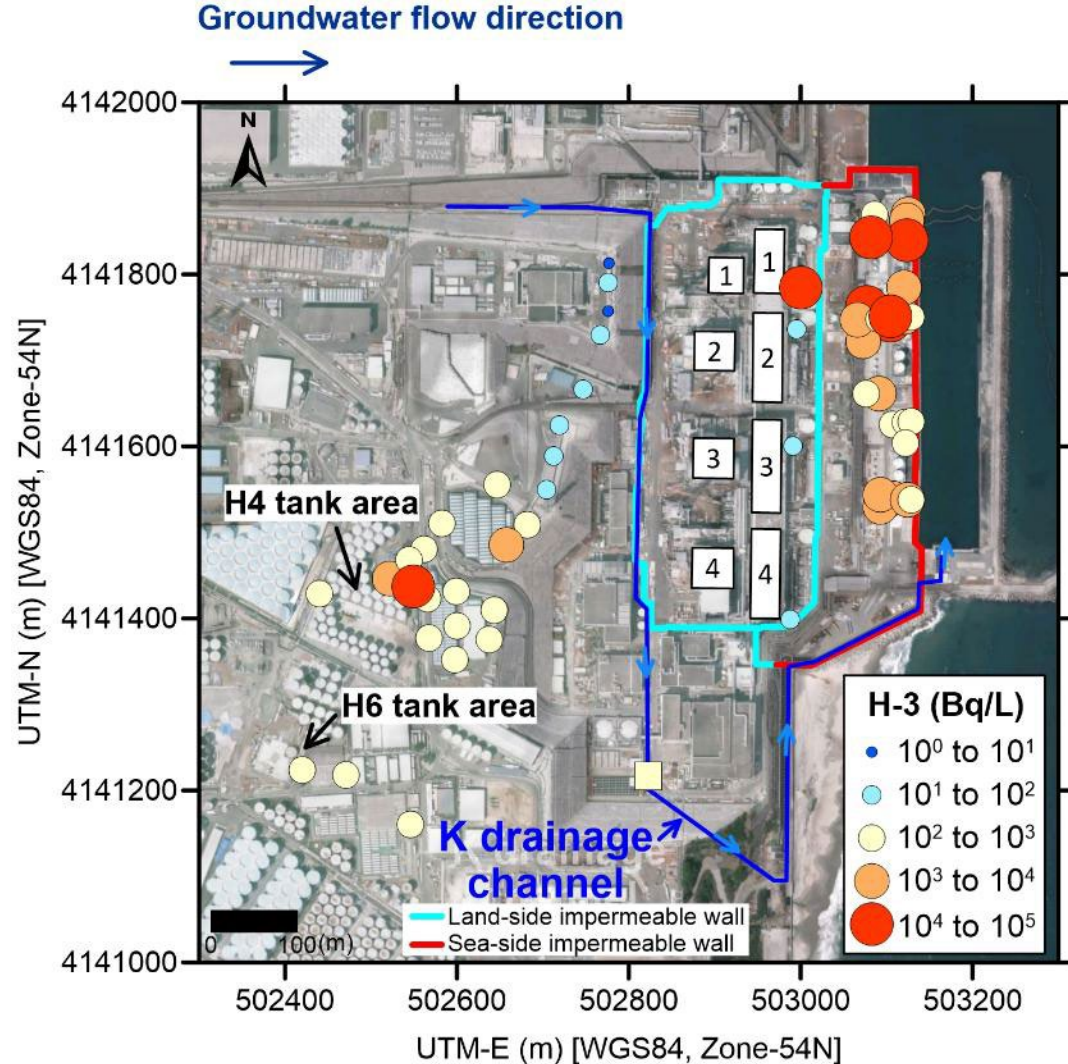 Groundwater flow direction
4142000
4141800
4141600
4141400
4141200
4141000
UTM-N (m) [WGS84, Zone-54N]
N
1
1
2
2
3
3
4
4
H4 tank area
H6 tank area
K drainage
channel
0 100(m)
Land-side impermeable wall
Sea-side impermeable wall
H-3 (Bq/L)
10⁰ to 10¹
10¹ to 10²
10² to 10³
10³ to 10⁴
10⁴ to 10⁵
502400 502600 502800 503000 503200
UTM-E (m) [WGS84, Zone-54N]